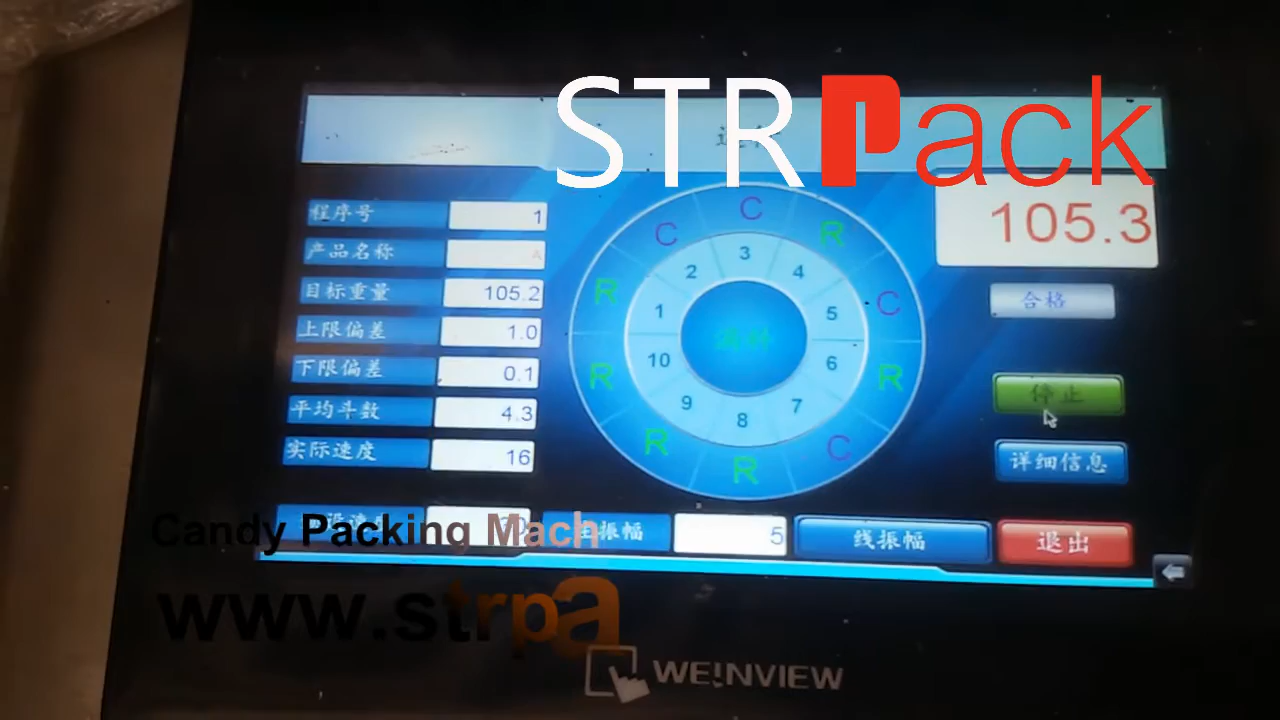 STRPack
程序号 1
产品名称
目标重量 105.2
上限偏差 1.0
下限偏差 0.1
平均斗数 4.3
实际速度 16
C
C
R
R
C
R
R
R
C
R
3
2
4
1
5
10
6
9
7
8
105.3
合格
停止
详细信息
主振幅 5
线振幅
退出
Candy Packing Mach
www.strpa
WEINVIEW